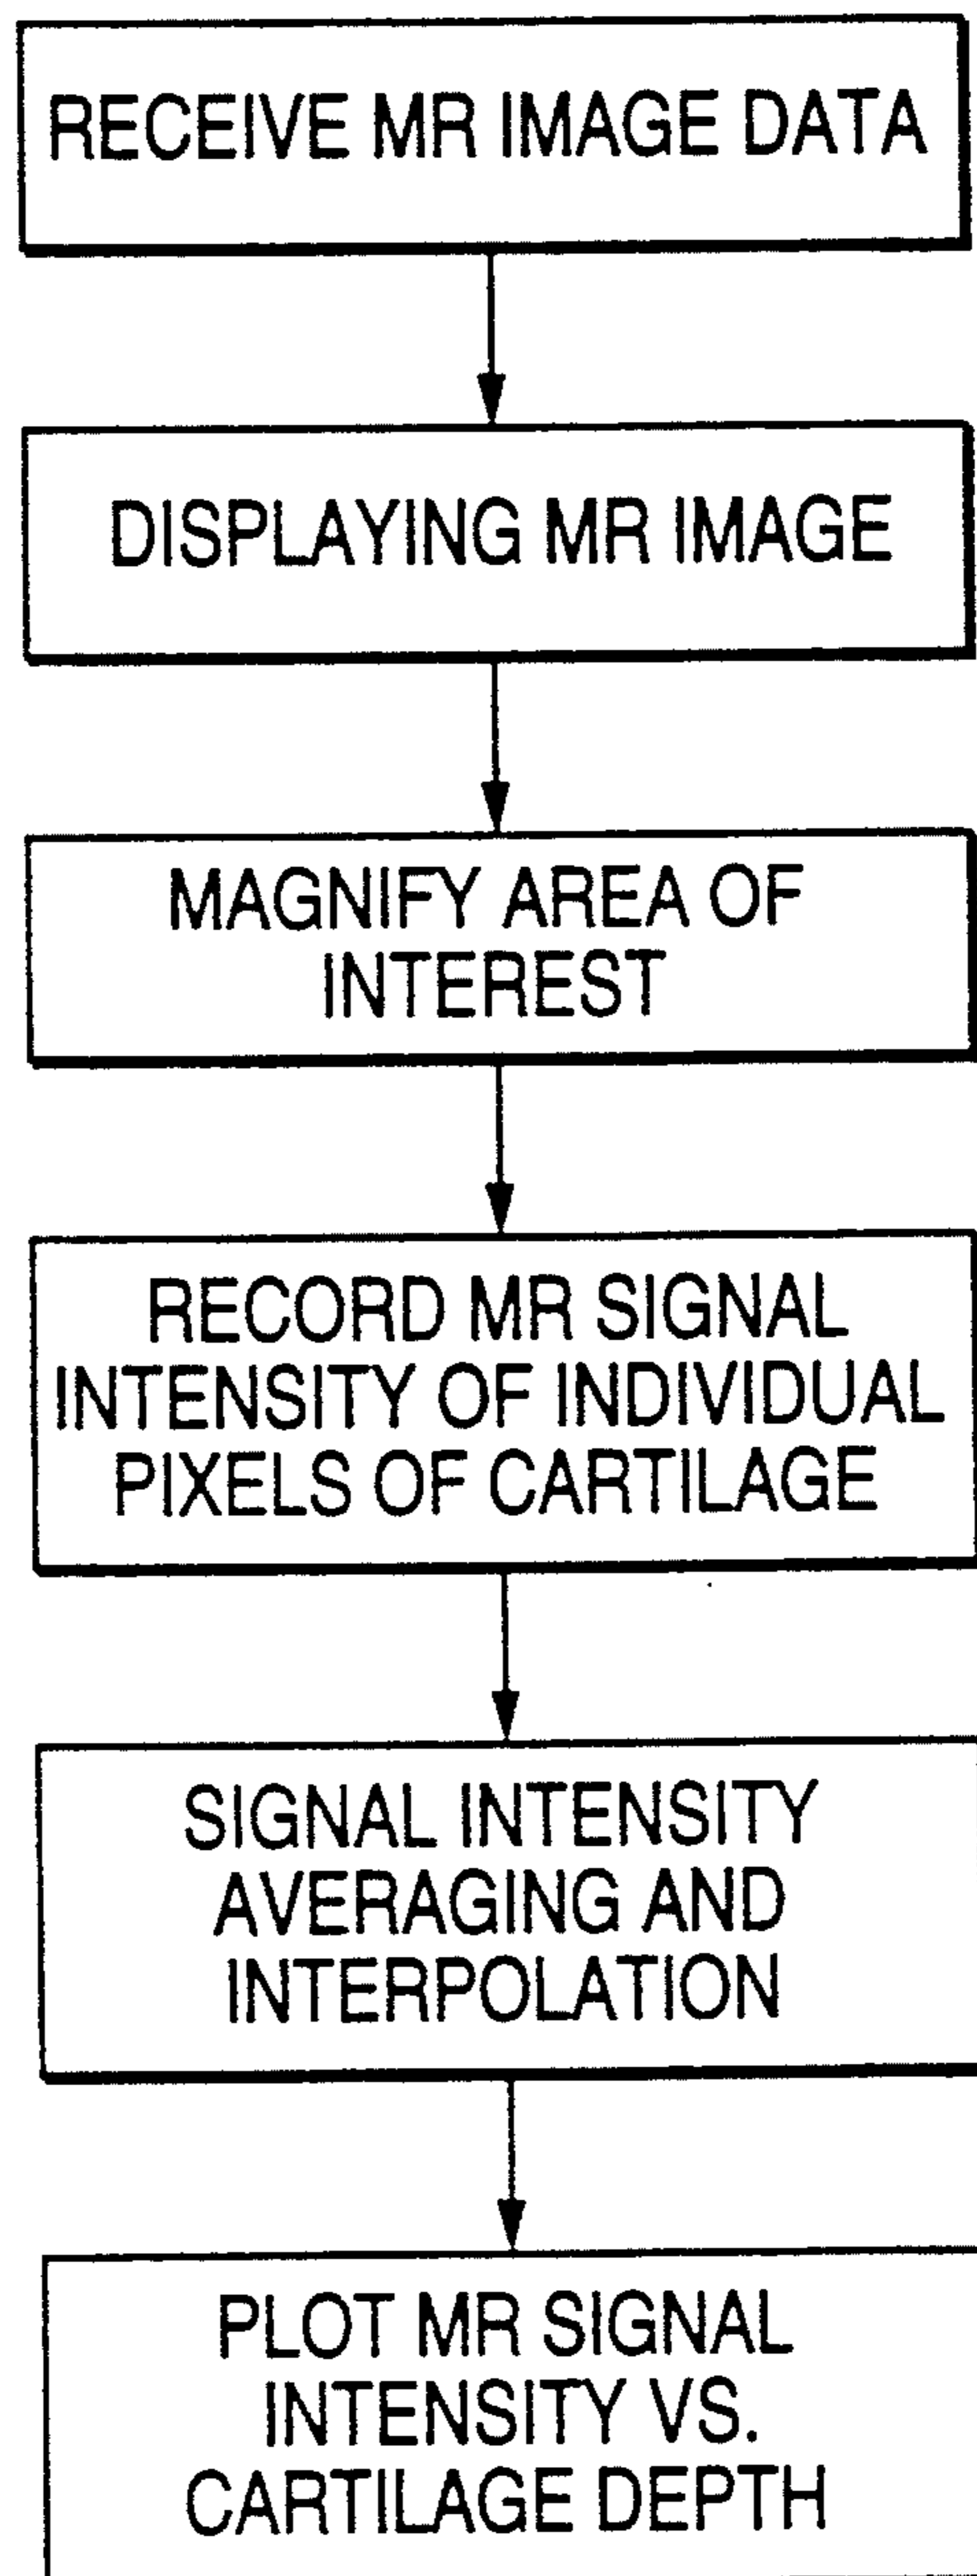 RECEIVE MR IMAGE DATA
DISPLAYING MR IMAGE
MAGNIFY AREA OF
INTEREST
RECORD MR SIGNAL
INTENSITY OF INDIVIDUAL
PIXELS OF CARTILAGE
SIGNAL INTENSITY
AVERAGING AND
INTERPOLATION
PLOT MR SIGNAL
INTENSITY VS.
CARTILAGE DEPTH